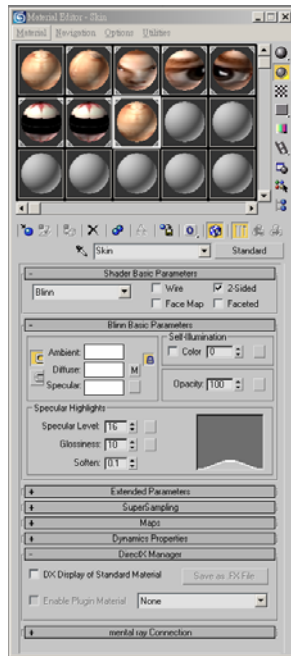 Material Editor - Skin
Material Navigation Options Utilities
Skin Standard
- Shader Basic Parameters
Blinn Wire 2-Sided
Face Map Faceted
- Blinn Basic Parameters
Self-Illumination
Ambient: Color 0
Diffuse: M
Specular: Opacity: 100
Specular Highlights
Specular Level: 16
Glossiness: 10
Soften: 0.1
+ Extended Parameters
+ SuperSampling
+ Maps
+ Dynamics Properties
- DirectX Manager
DX Display of Standard Material Save as .FX File
Enable Plugin Material None
+ mental ray Connection